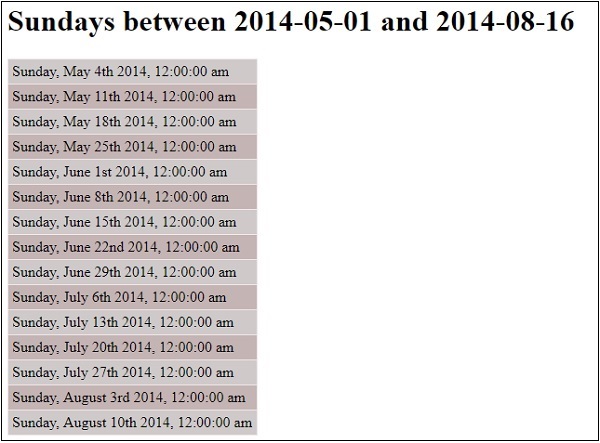 Sundays between 2014-05-01 and 2014-08-16
Sunday, May 4th 2014, 12:00:00 am
Sunday, May 11th 2014, 12:00:00 am
Sunday, May 18th 2014, 12:00:00 am
Sunday, May 25th 2014, 12:00:00 am
Sunday, June 1st 2014, 12:00:00 am
Sunday, June 8th 2014, 12:00:00 am
Sunday, June 15th 2014, 12:00:00 am
Sunday, June 22nd 2014, 12:00:00 am
Sunday, June 29th 2014, 12:00:00 am
Sunday, July 6th 2014, 12:00:00 am
Sunday, July 13th 2014, 12:00:00 am
Sunday, July 20th 2014, 12:00:00 am
Sunday, July 27th 2014, 12:00:00 am
Sunday, August 3rd 2014, 12:00:00 am
Sunday, August 10th 2014, 12:00:00 am